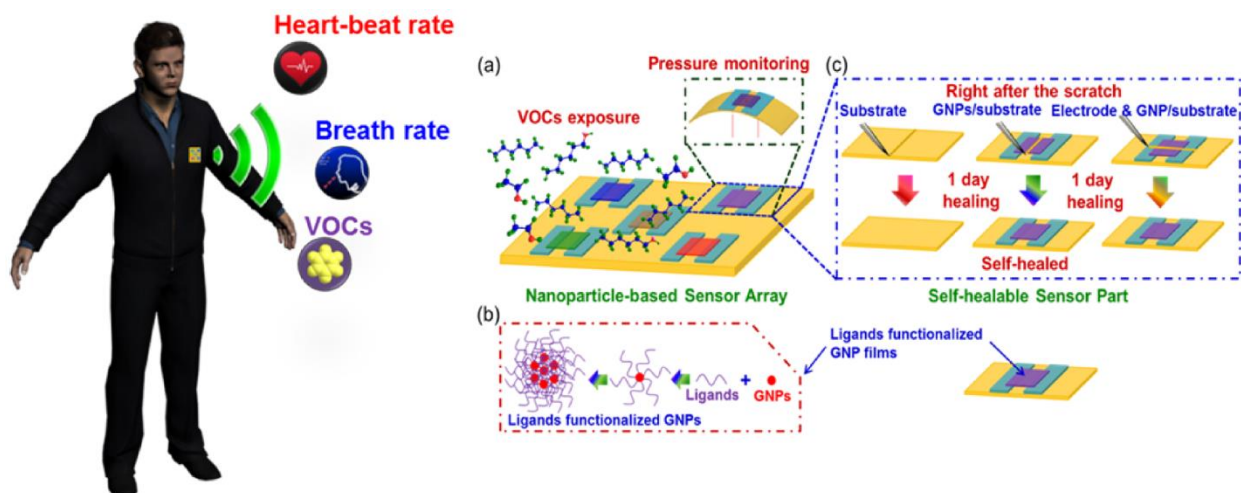 Heart-beat rate
Breath rate
VOCs
(a)
Pressure monitoring
VOCs exposure
Nanoparticle-based Sensor Array
(c)
Right after the scratch
Substrate
GNPs/substrate
Electrode & GNP/substrate
1 day
healing
1 day
healing
Self-healed
Self-healable Sensor Part
(b)
Ligands
GNPs
Ligands functionalized GNPs
Ligands functionalized
GNP films